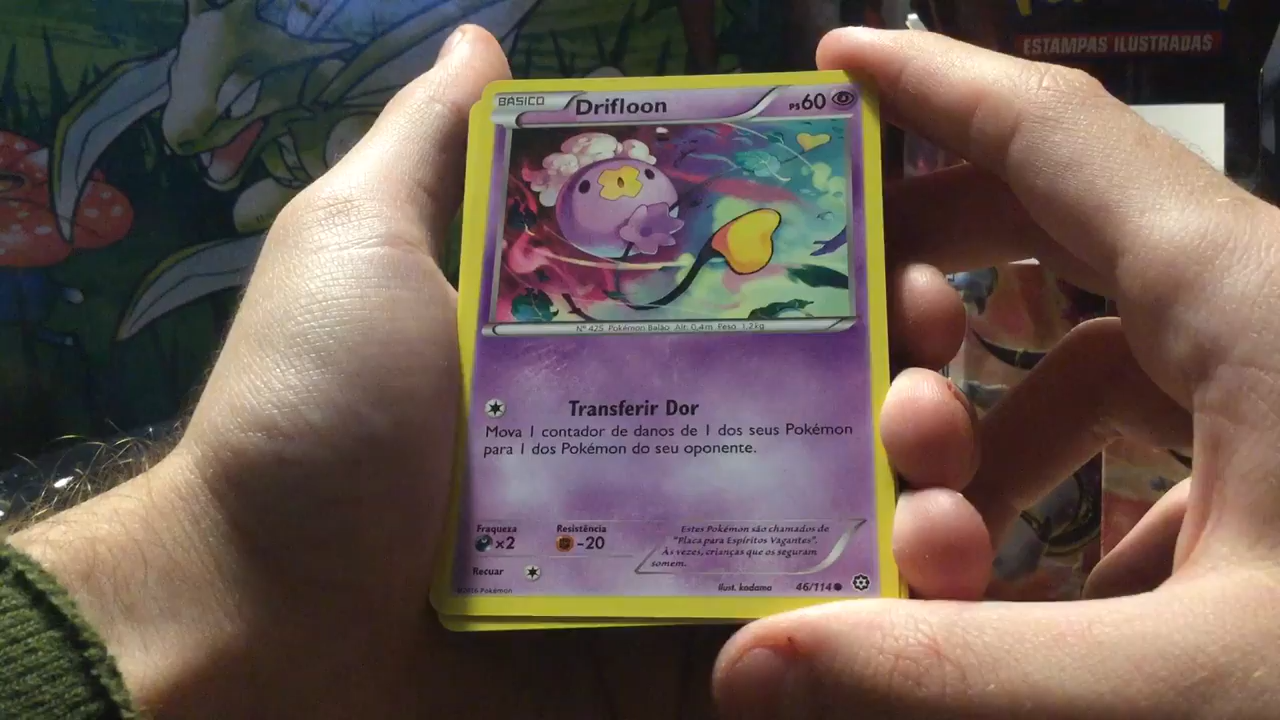 ESTAMPAS ILUSTRADAS
BÁSICO Drifloon PS60
Nº 425 Pokémon Balão Alt: 0,4m Peso: 1,2kg
Transferir Dor
Mova 1 contador de danos de 1 dos seus Pokémon
para 1 dos Pokémon do seu oponente.
Fraqueza
×2
Resistência
-20
Recuar
Estes Pokémon são chamados de
"Placa para Espíritos Vagantes".
Às vezes, crianças que os seguram
somem.
©2016 Pokémon
Ilust. kodama
46/114